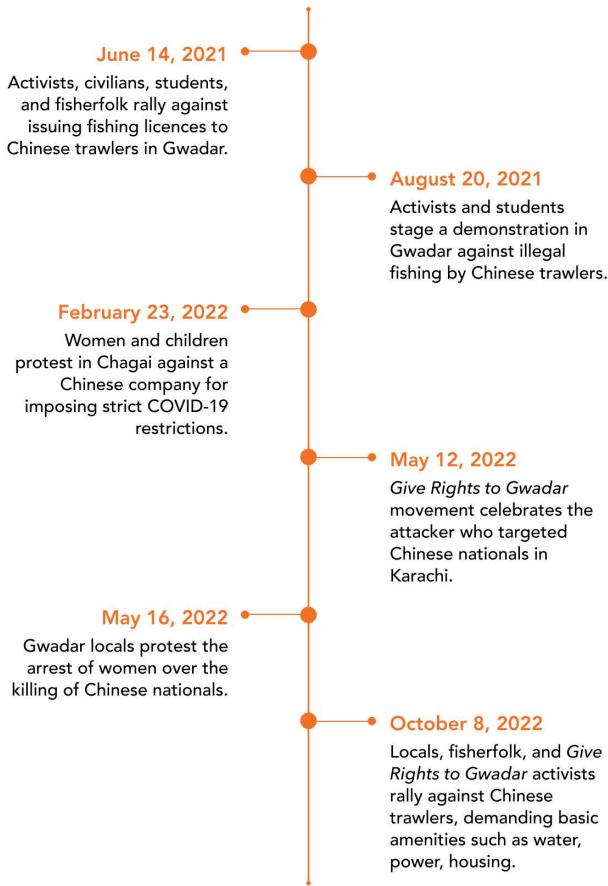 June 14, 2021
Activists, civilians, students,
and fisherfolk rally against
issuing fishing licences to
Chinese trawlers in Gwadar.
August 20, 2021
Activists and students
stage a demonstration in
Gwadar against illegal
fishing by Chinese trawlers.
February 23, 2022
Women and children
protest in Chagai against a
Chinese company for
imposing strict COVID-19
restrictions.
May 12, 2022
Give Rights to Gwadar
movement celebrates the
attacker who targeted
Chinese nationals in
Karachi.
May 16, 2022
Gwadar locals protest the
arrest of women over the
killing of Chinese nationals.
October 8, 2022
Locals, fisherfolk, and Give
Rights to Gwadar activists
rally against Chinese
trawlers, demanding basic
amenities such as water,
power, housing.